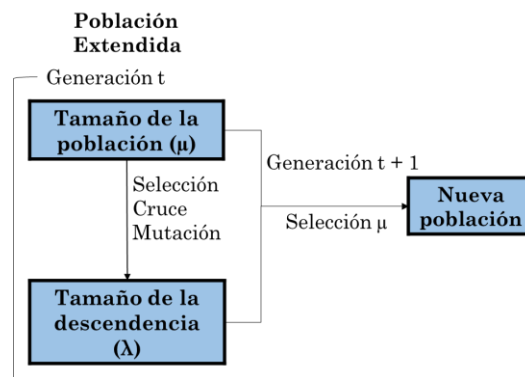 Población
Extendida
Generación t
Tamaño de la
población (μ)
Selección
Cruce
Mutación
Tamaño de la
descendencia
(λ)
Generación t + 1
Selección μ
Nueva
población